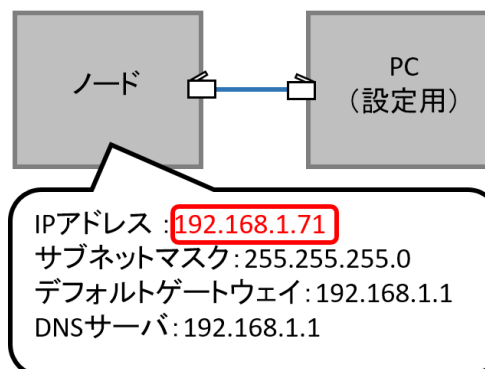 ノード
PC
（設定用）
IPアドレス：192.168.1.71
サブネットマスク：255.255.255.0
デフォルトゲートウェイ：192.168.1.1
DNSサーバ：192.168.1.1